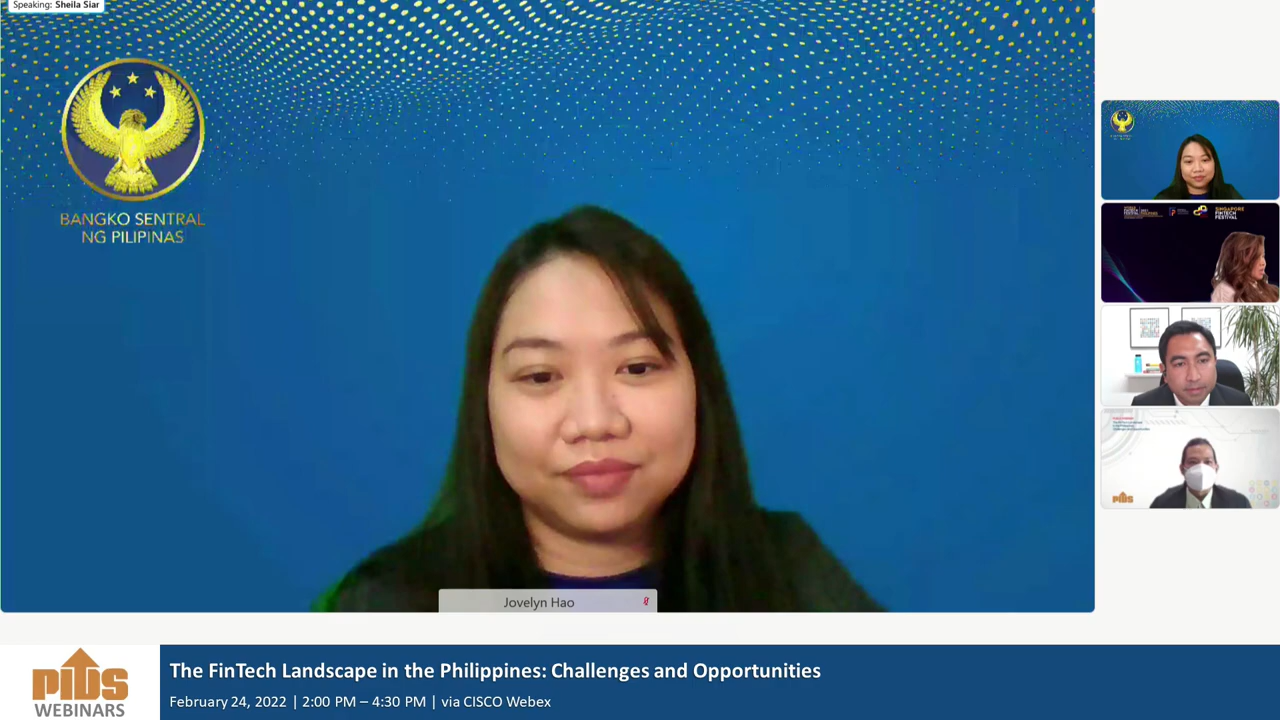 Speaking: Sheila Siar
BANGKO SENTRAL
NG PILIPINAS
SINGAPORE
FINTECH
FESTIVAL
Jovelyn Hao
PIDS
WEBINARS
The FinTech Landscape in the Philippines: Challenges and Opportunities
February 24, 2022 | 2:00 PM – 4:30 PM | via CISCO Webex